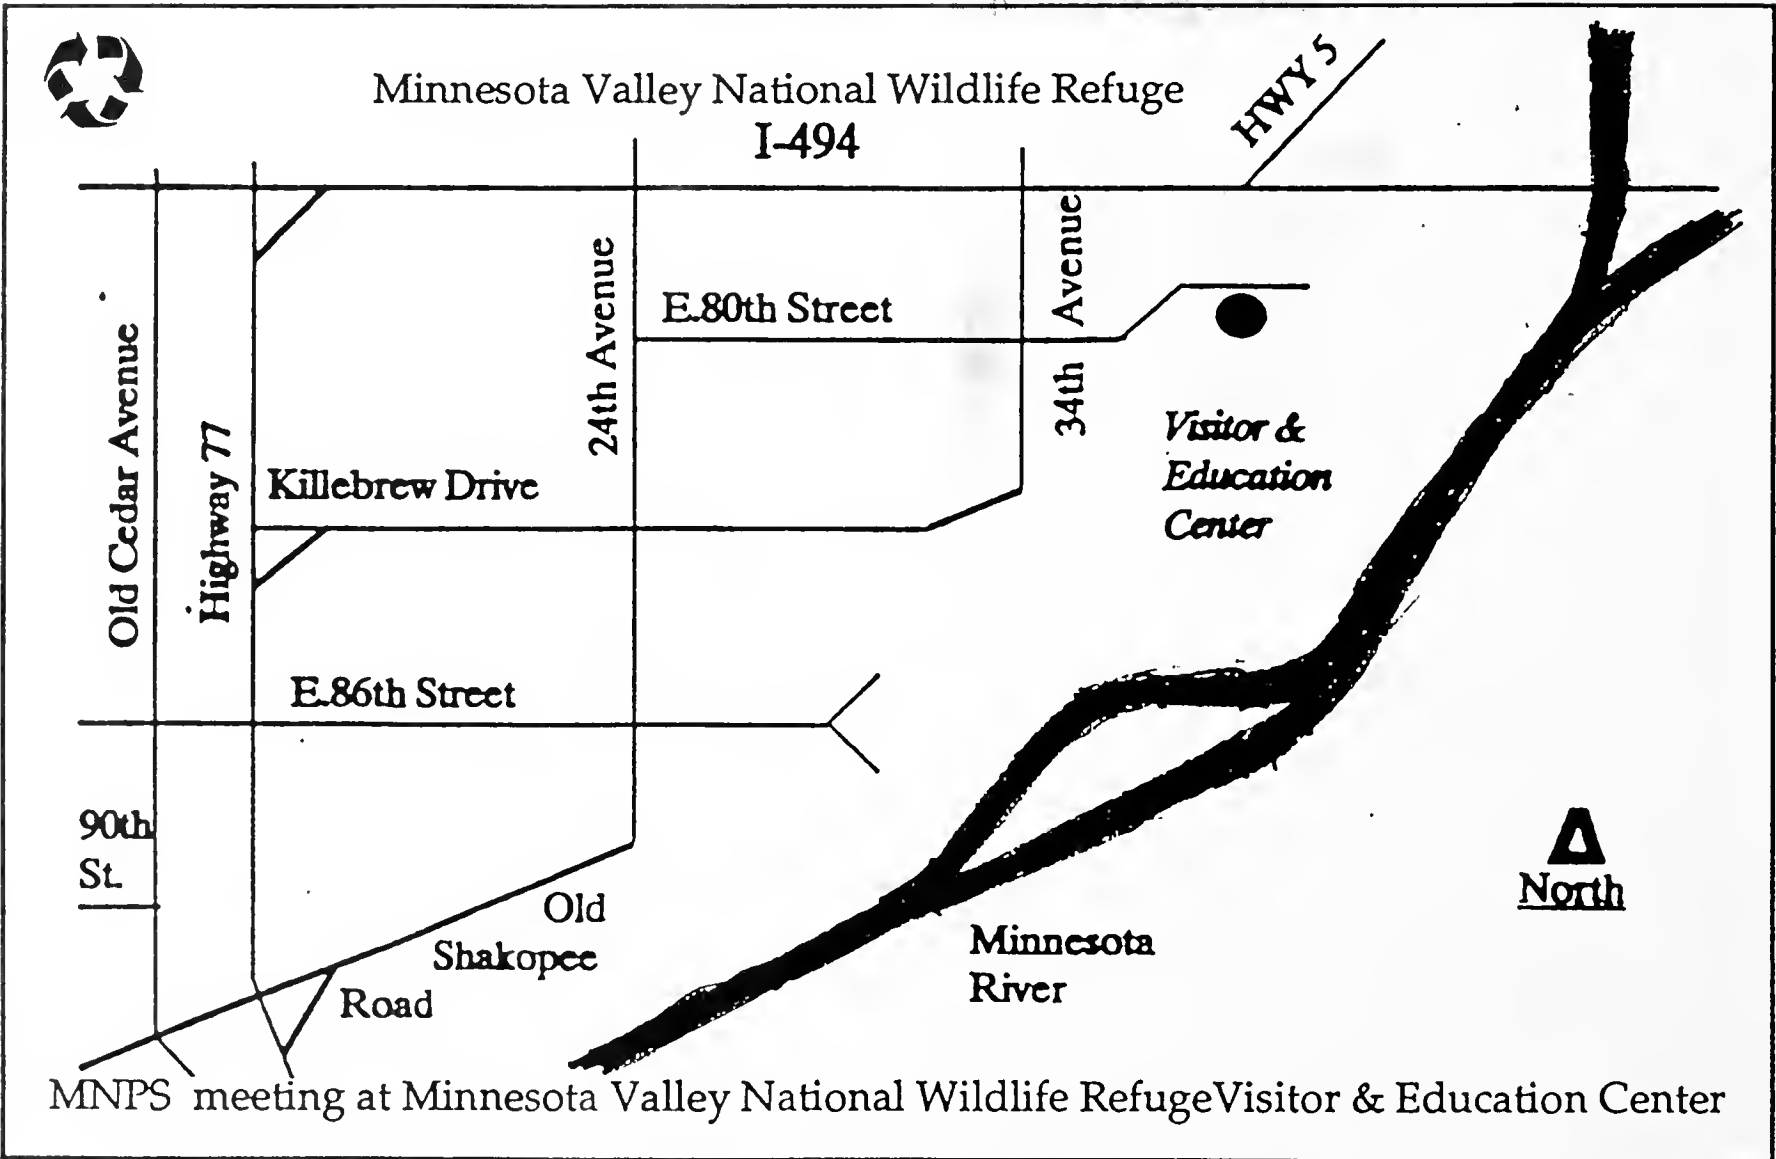 Minnesota Valley National Wildlife Refuge
I-494
HWY 5
Old Cedar Avenue
Highway 77
24th Avenue
34th Avenue
E.80th Street
Visitor &
Education
Center
Killebrew Drive
E.86th Street
90th
St.
Old
Shakopee
Road
Minnesota
River
North
MNPS meeting at Minnesota Valley National Wildlife RefugeVisitor & Education Center